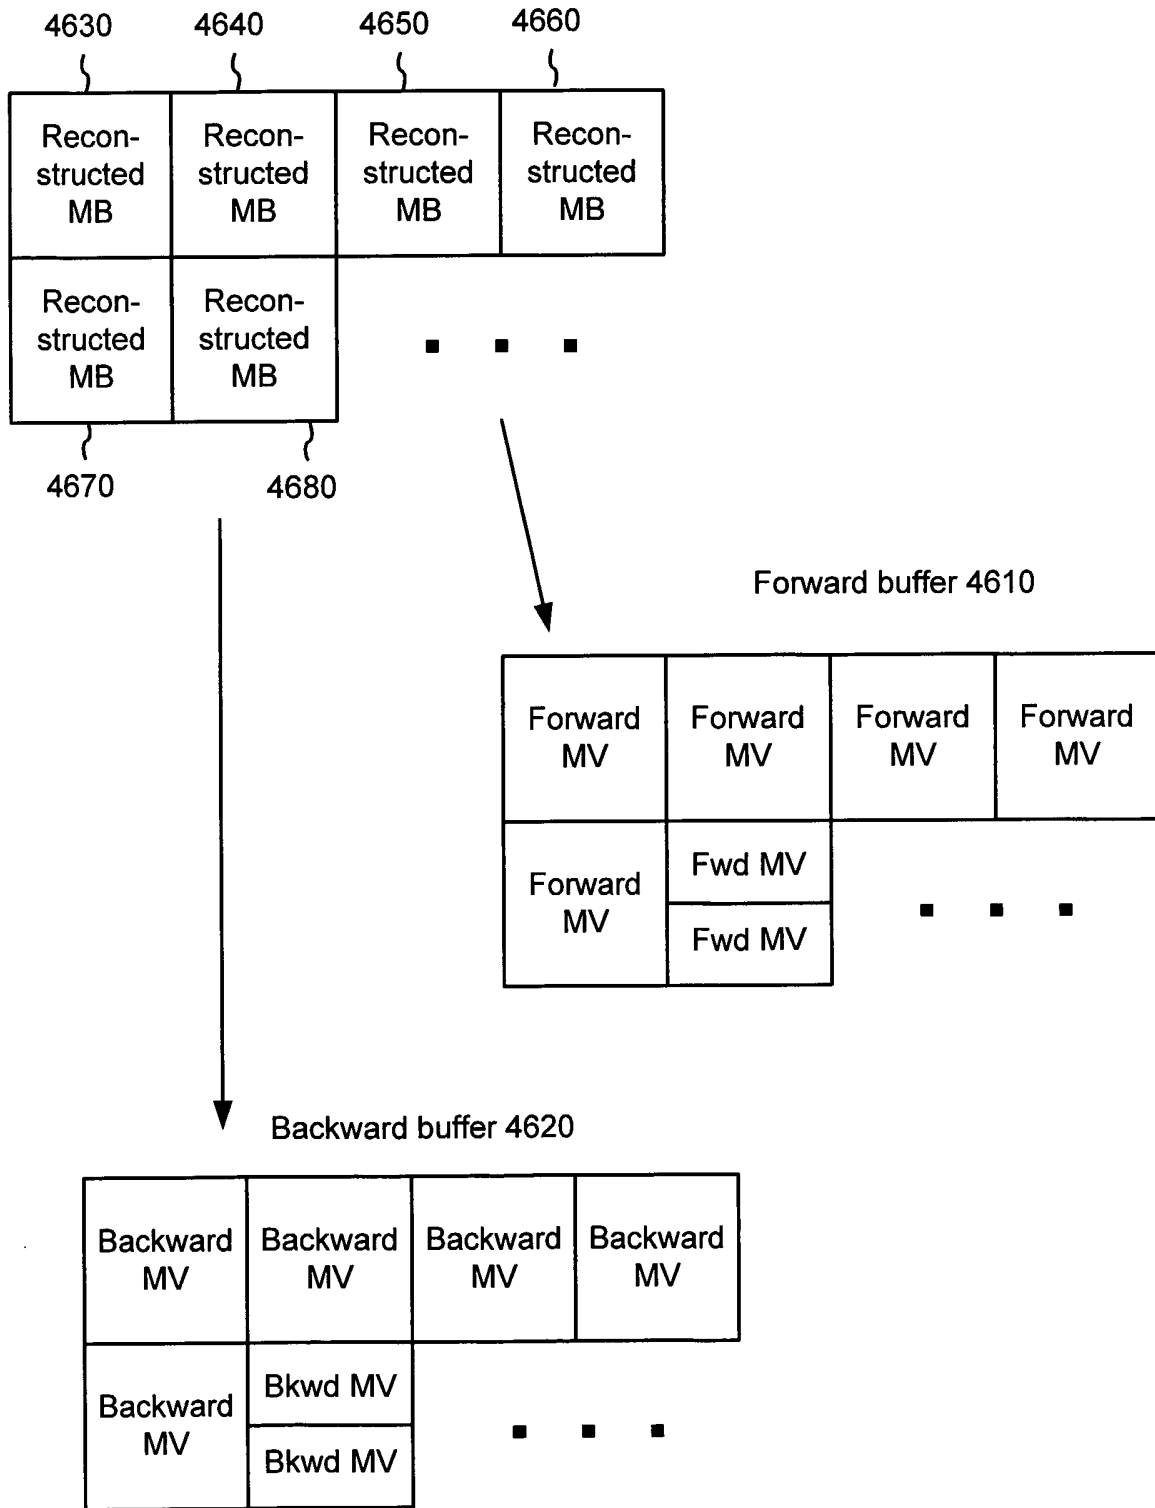 4630 4640 4650 4660
Recon-
structed
MB
Recon-
structed
MB
Recon-
structed
MB
Recon-
structed
MB
Recon-
structed
MB
Recon-
structed
MB
4670 4680
Forward buffer 4610
Forward
MV
Forward
MV
Forward
MV
Forward
MV
Forward
MV
Fwd MV
Fwd MV
Backward buffer 4620
Backward
MV
Backward
MV
Backward
MV
Backward
MV
Backward
MV
Bkwd MV
Bkwd MV